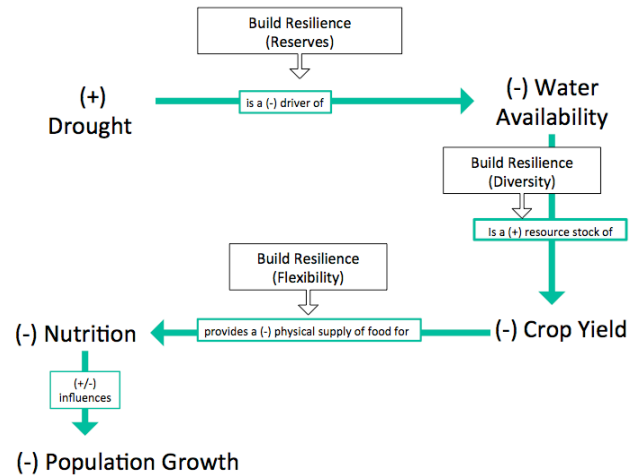 Build Resilience
(Reserves)
(+)
Drought
is a (-) driver of
(-) Water
Availability
Build Resilience
(Diversity)
Is a (+) resource stock of
Build Resilience
(Flexibility)
(-) Nutrition
provides a (-) physical supply of food for
(-) Crop Yield
(+/-)
influences
(-) Population Growth